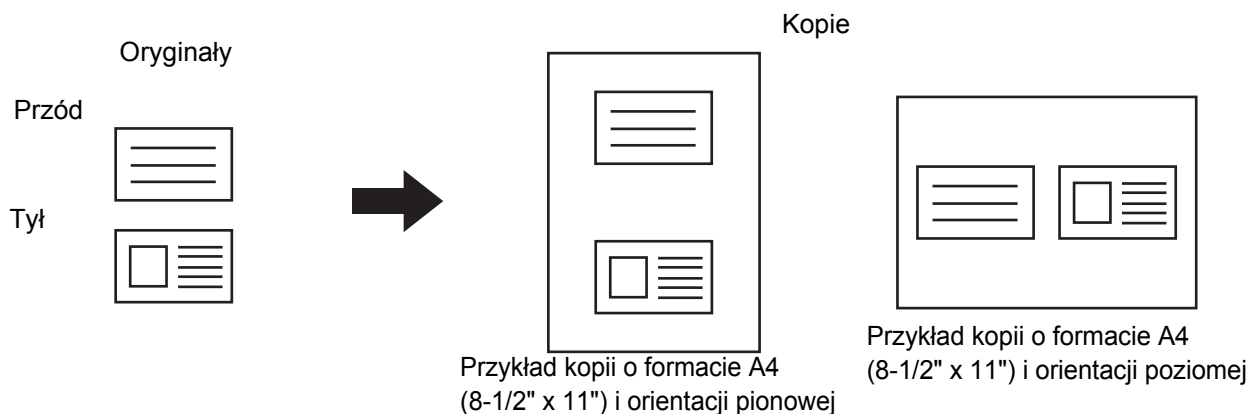 Kopie
Oryginały
Przód
Tył
Przykład kopii o formacie A4
(8-1/2" x 11") i orientacji pionowej
Przykład kopii o formacie A4
(8-1/2" x 11") i orientacji poziomej